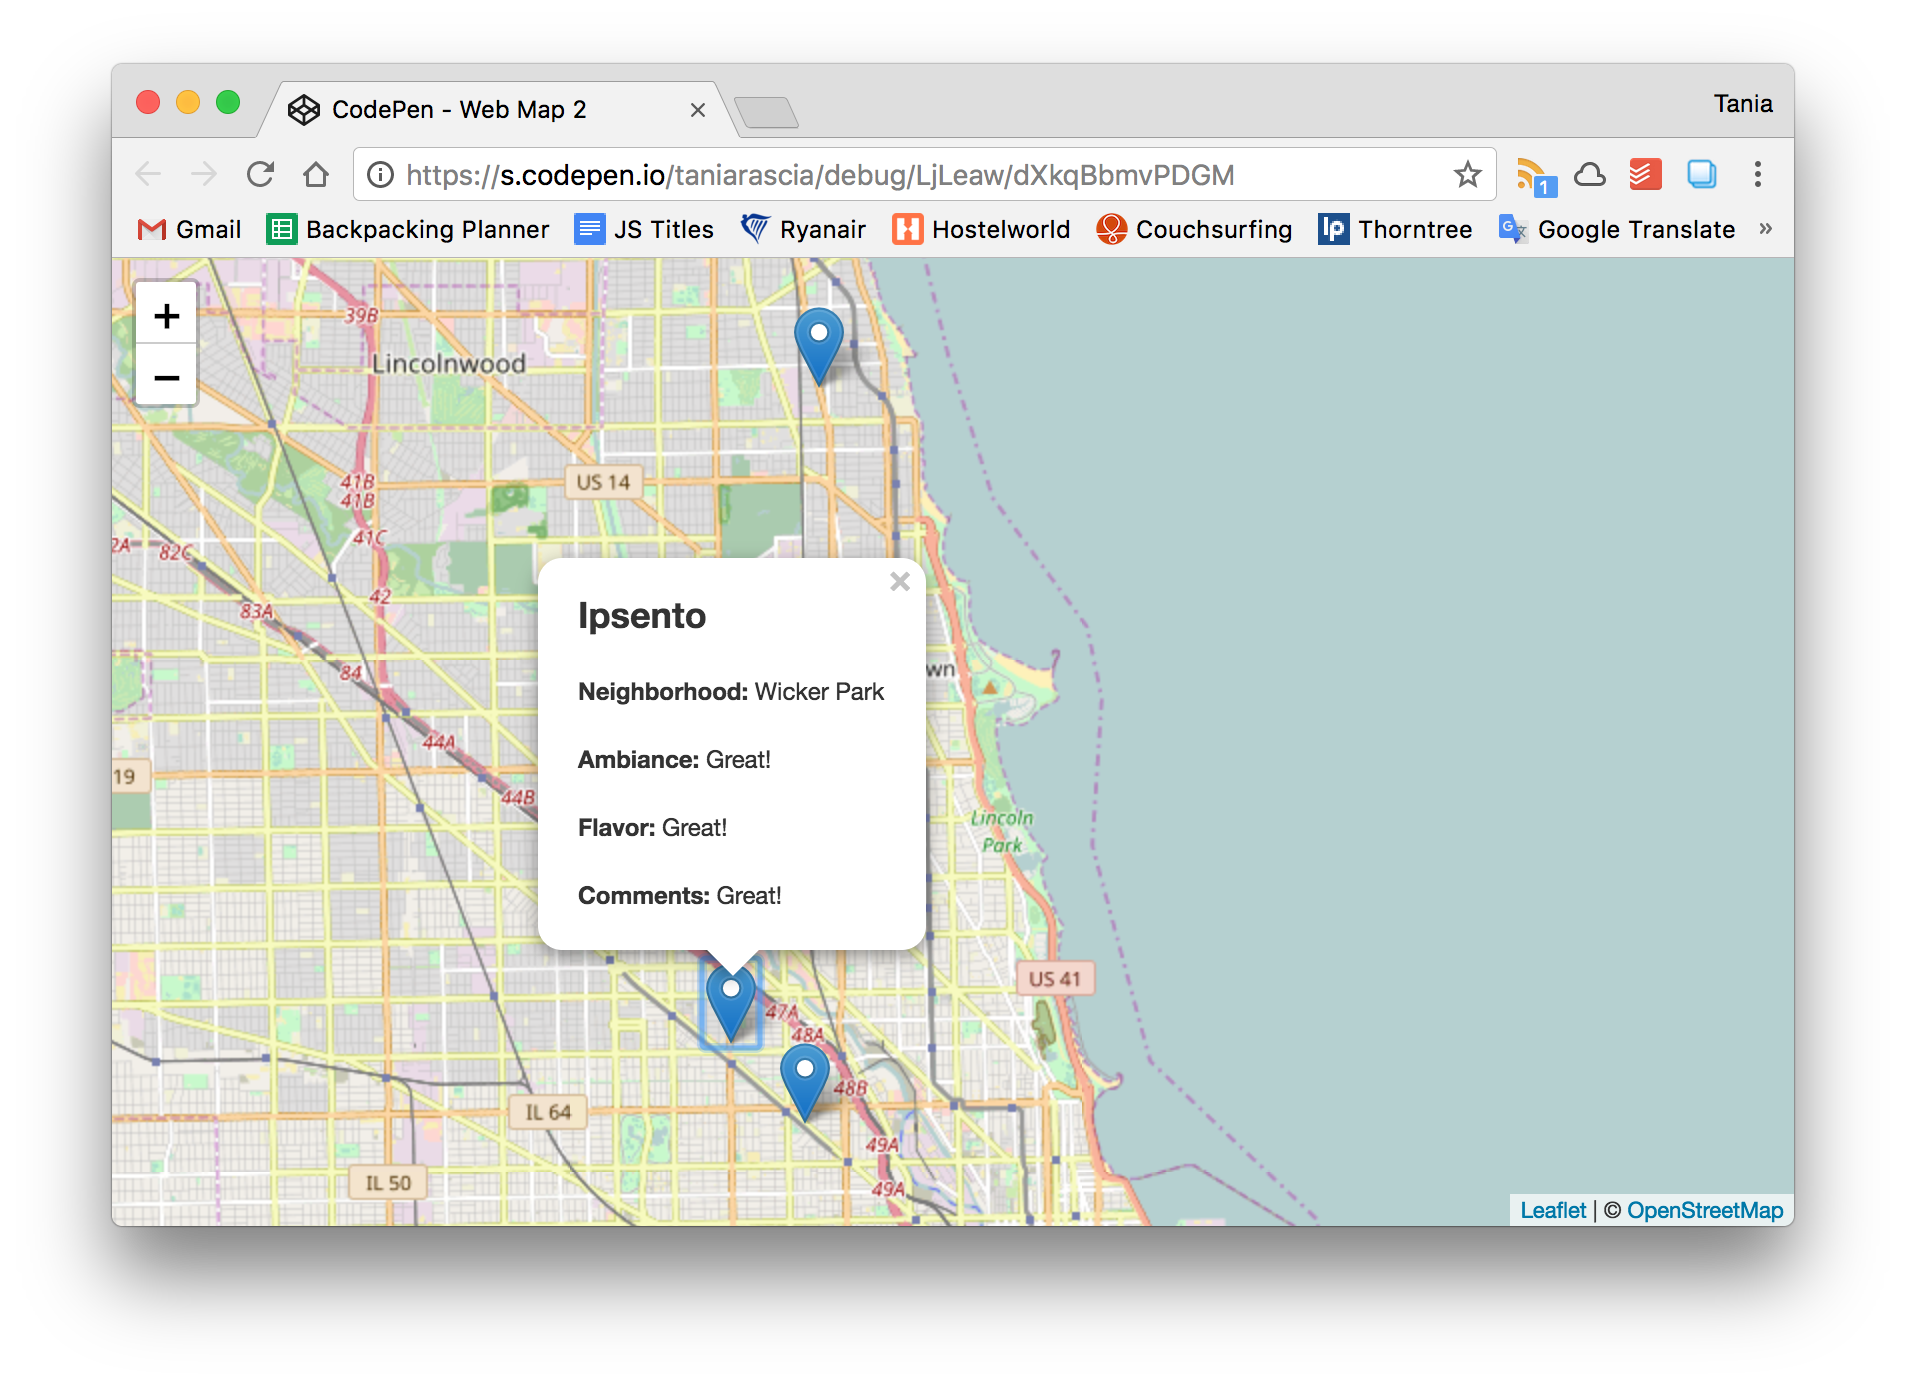 CodePen - Web Map 2
Tania
https://s.codepen.io/taniarascia/debug/LjLeaw/dXkqBbmvPDGM
1
Gmail
Backpacking Planner
JS Titles
Ryanair
Hostelworld
Couchsurfing
lp Thorntree
Google Translate
»
+
−
39B
Lincolnwood
41B
41B
US 14
41C
2A
82C
42
83A
84
44A
19
44B
Ipsento
Neighborhood: Wicker Park
Ambiance: Great!
Flavor: Great!
Comments: Great!
wn
Lincoln
Park
US 41
47A
48A
48B
IL 64
49A
IL 50
49A
Leaflet | © OpenStreetMap